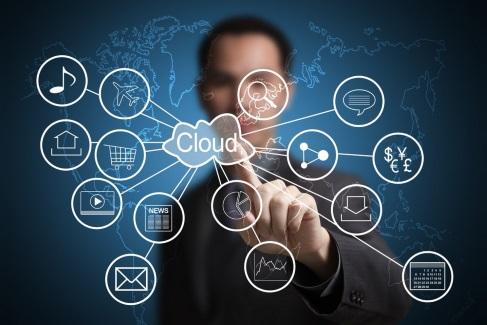 Cloud
$ ¥
€ £
NEWS